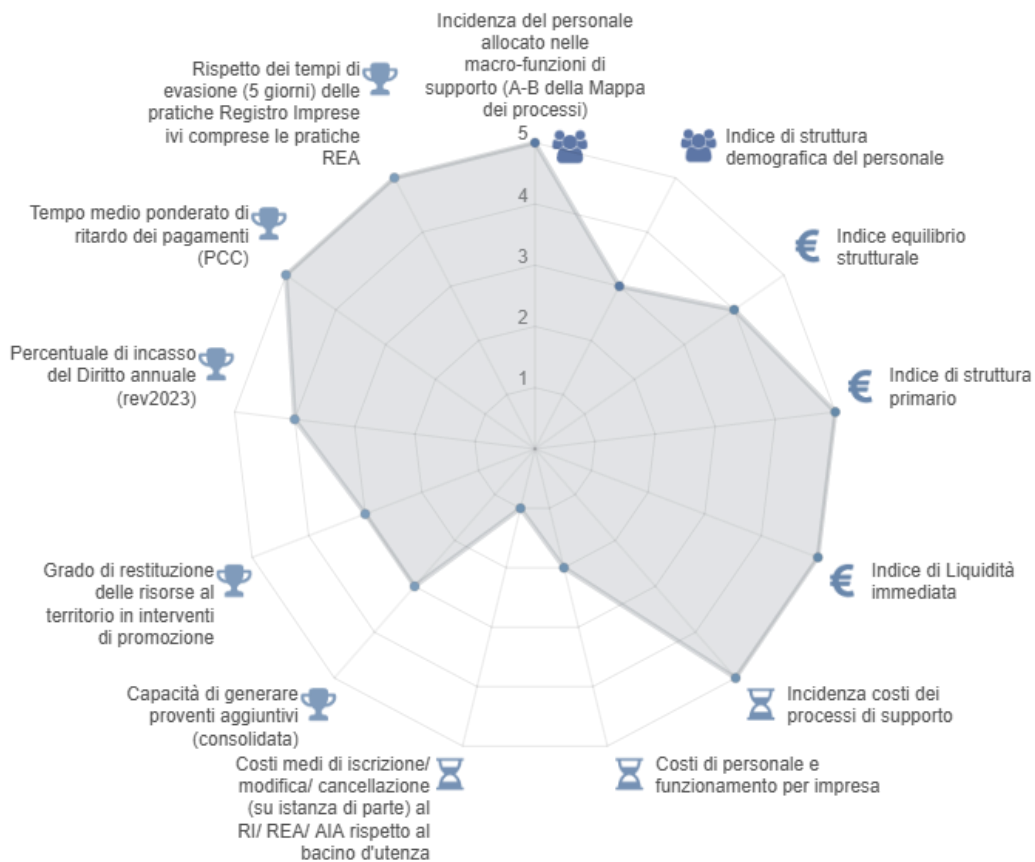 Incidenza del personale
allocato nelle
macro-funzioni di
supporto (A-B della Mappa
dei processi)
Rispetto dei tempi di
evasione (5 giorni) delle
pratiche Registro Imprese
ivi comprese le pratiche
REA
Indice di struttura
demografica del personale
5
4
3
2
1
Tempo medio ponderato di
ritardo dei pagamenti
(PCC)
Indice equilibrio
strutturale
Percentuale di incasso
del Diritto annuale
(rev2023)
€
Indice di struttura
primario
€
Grado di restituzione
delle risorse al
territorio in interventi
di promozione
€
Indice di Liquidità
immediata
Capacità di generare
proventi aggiuntivi
(consolidata)
Incidenza costi dei
processi di supporto
Costi medi di iscrizione/
modifica/ cancellazione
(su istanza di parte) al
RI/ REA/ AIA rispetto al
bacino d'utenza
Costi di personale e
funzionamento per impresa